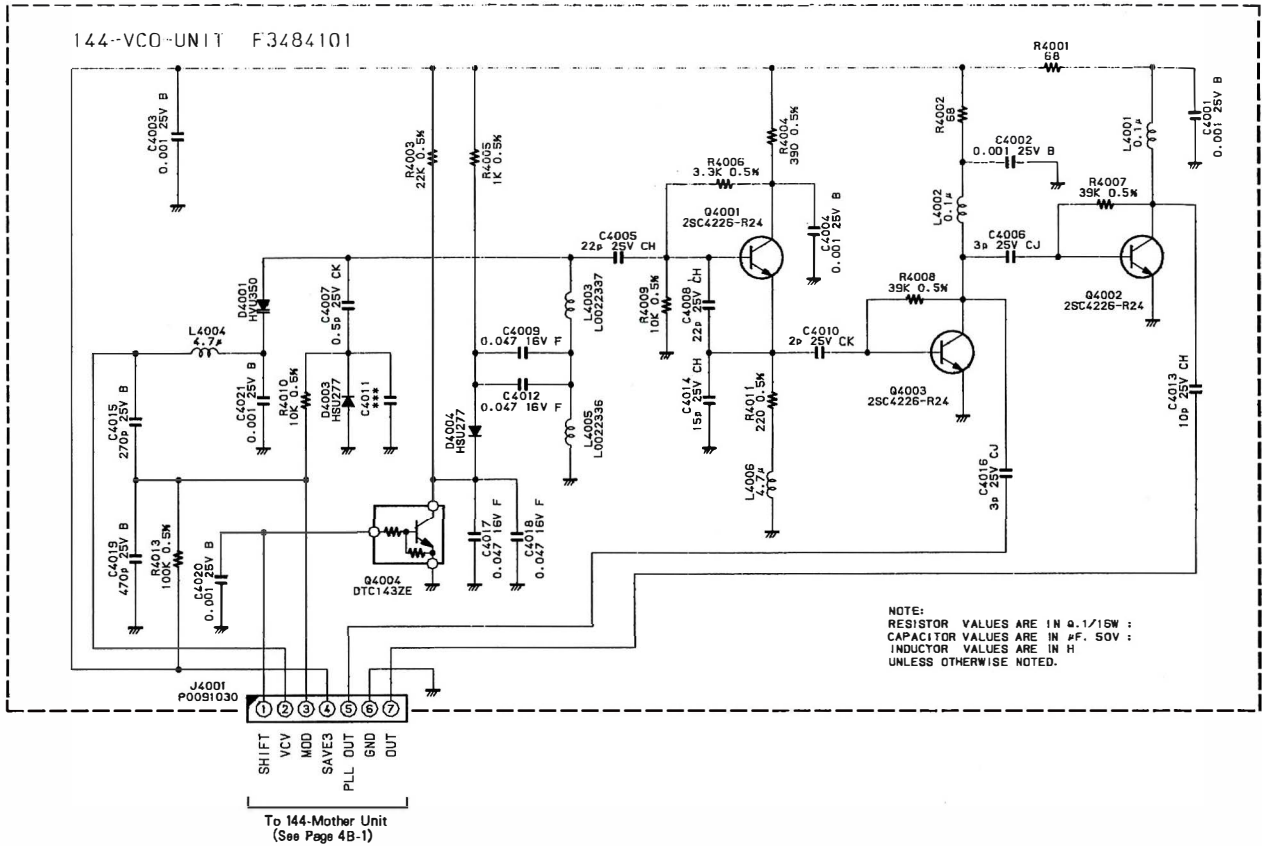 144-VCO-UNIT F3484101
R4001
68
C4003
0.001 25V B
R4003
22K 0.5%
R4005
1K 0.5%
R4004
390 0.5%
R4002
68
C4002
0.001 25V B
L4001
0.1μ
C4001
0.001 25V B
R4006
3.3K 0.5%
R4007
39K 0.5%
L4002
0.1μ
Q4001
2SC4226-R24
C4004
0.001 25V B
C4005
22p 25V CH
C4006
3p 25V CJ
D4001
HVU350
C4007
0.5p 25V CK
L4003
L0022337
R4009
10K 0.5%
C4008
22p 25V CH
R4008
39K 0.5%
Q4002
2SC4226-R24
L4004
4.7μ
C4009
0.047 16V F
C4010
2p 25V CK
C4015
270p 25V B
C4021
0.001 25V B
R4010
10K 0.5%
D4003
HSU277
C4011
***
C4012
0.047 16V F
D4004
HSU277
L4005
L0022336
C4014
15p 25V CH
R4011
220 0.5%
Q4003
2SC4226-R24
C4013
10p 25V CH
L4006
4.7μ
C4016
3p 25V CJ
C4019
470p 25V B
R4013
100K 0.5%
C4020
0.001 25V B
Q4004
DTC143ZE
C4017
0.047 16V F
C4018
0.047 16V F
NOTE:
RESISTOR VALUES ARE IN Ω.1/16W :
CAPACITOR VALUES ARE IN μF. 50V :
INDUCTOR VALUES ARE IN H
UNLESS OTHERWISE NOTED.
J4001
P0091030
1 2 3 4 5 6 7
SHIFT
VCV
MOD
SAVE3
PLL OUT
GND
OUT
To 144-Mother Unit
(See Page 4B-1)